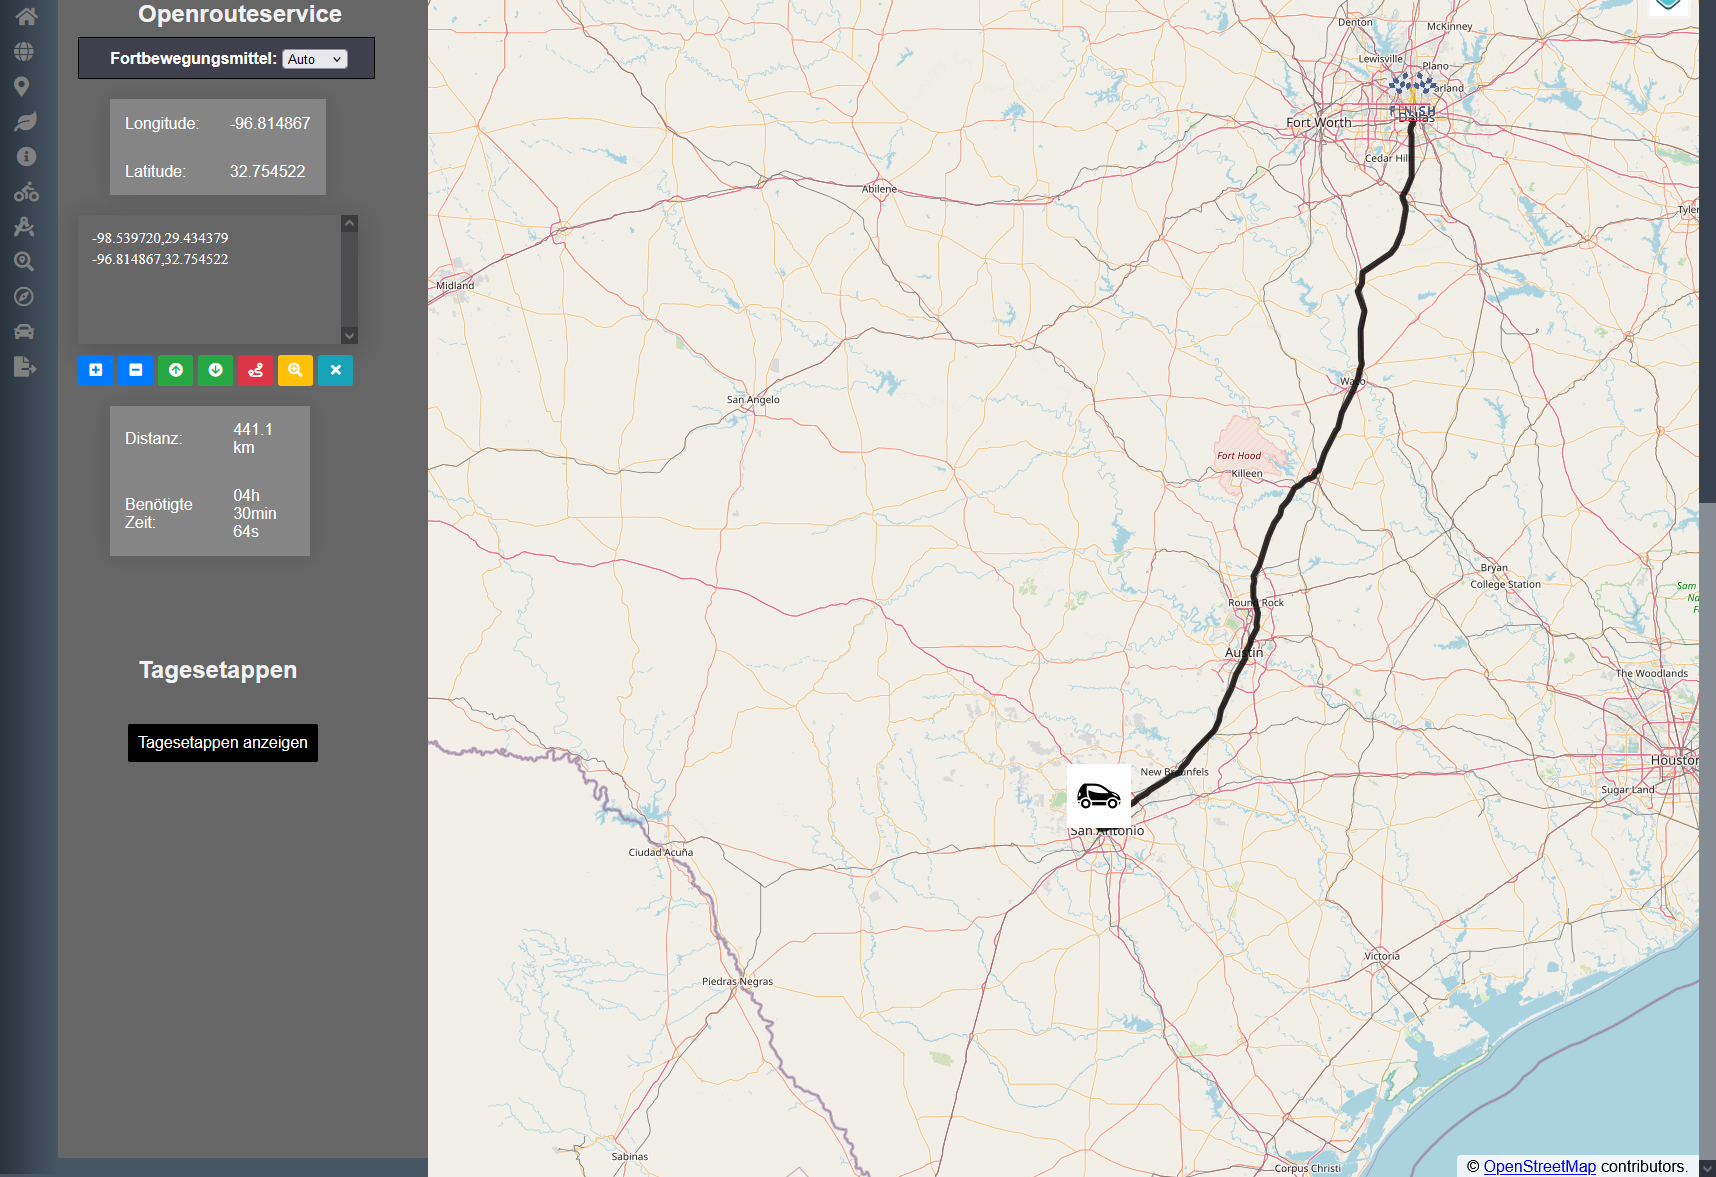 Openrouteservice
Fortbewegungsmittel: Auto
Longitude: -96.814867
Latitude: 32.754522
-98.539720,29.434379
-96.814867,32.754522
Distanz: 441.1
km
Benötigte
Zeit:
04h
30min
64s
Tagesetappen
Tagesetappen anzeigen
Denton
McKinney
Lewisville
Plano
arland
FINISH
Fort Worth
Dallas
Cedar Hill
Abilene
Tyler
Midland
Waco
San Angelo
Fort Hood
Killeen
Bryan
College Station
Sam
Na
Round Rock
Austin
The Woodlands
Houston
New Braunfels
Sugar Land
San Antonio
Ciudad Acuña
Victoria
Piedras Negras
Sabinas
Corpus Christi
© OpenStreetMap contributors.